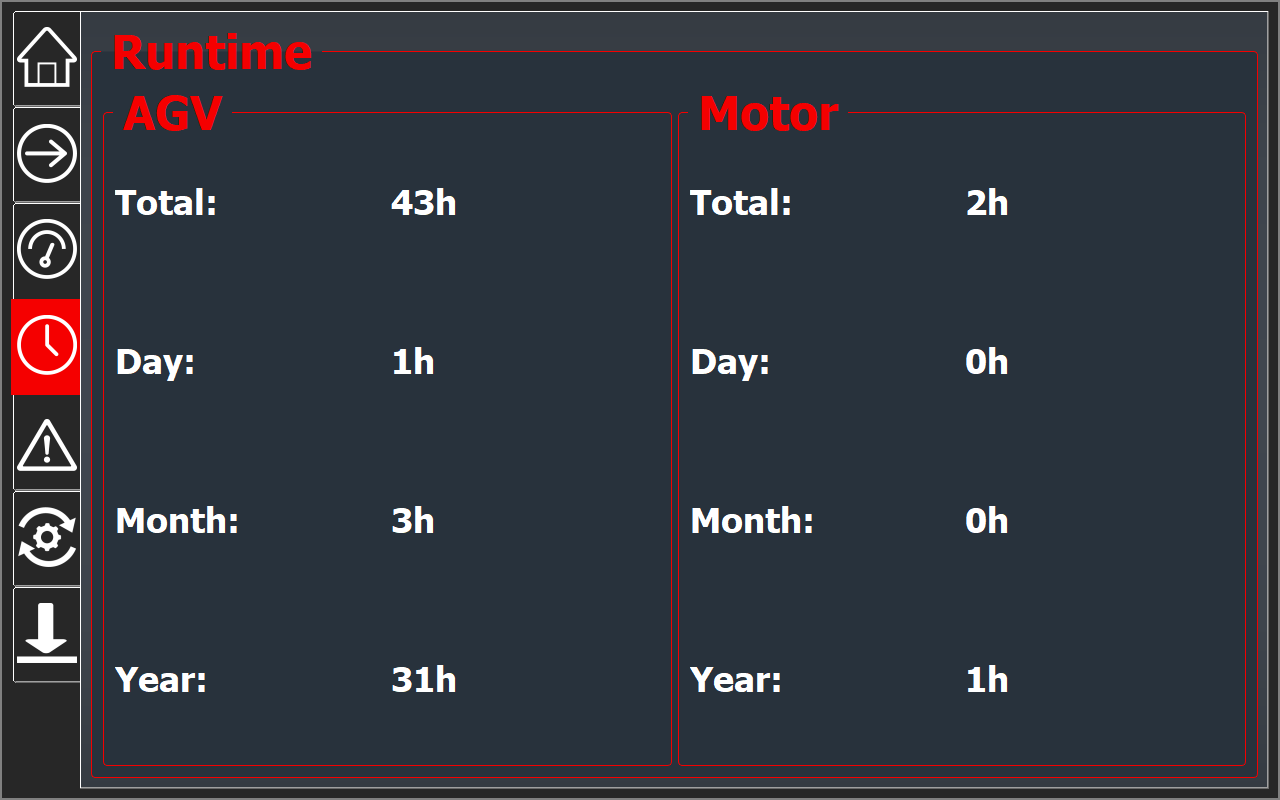 Runtime
AGV
Total: 43h
Day: 1h
Month: 3h
Year: 31h
Motor
Total: 2h
Day: 0h
Month: 0h
Year: 1h